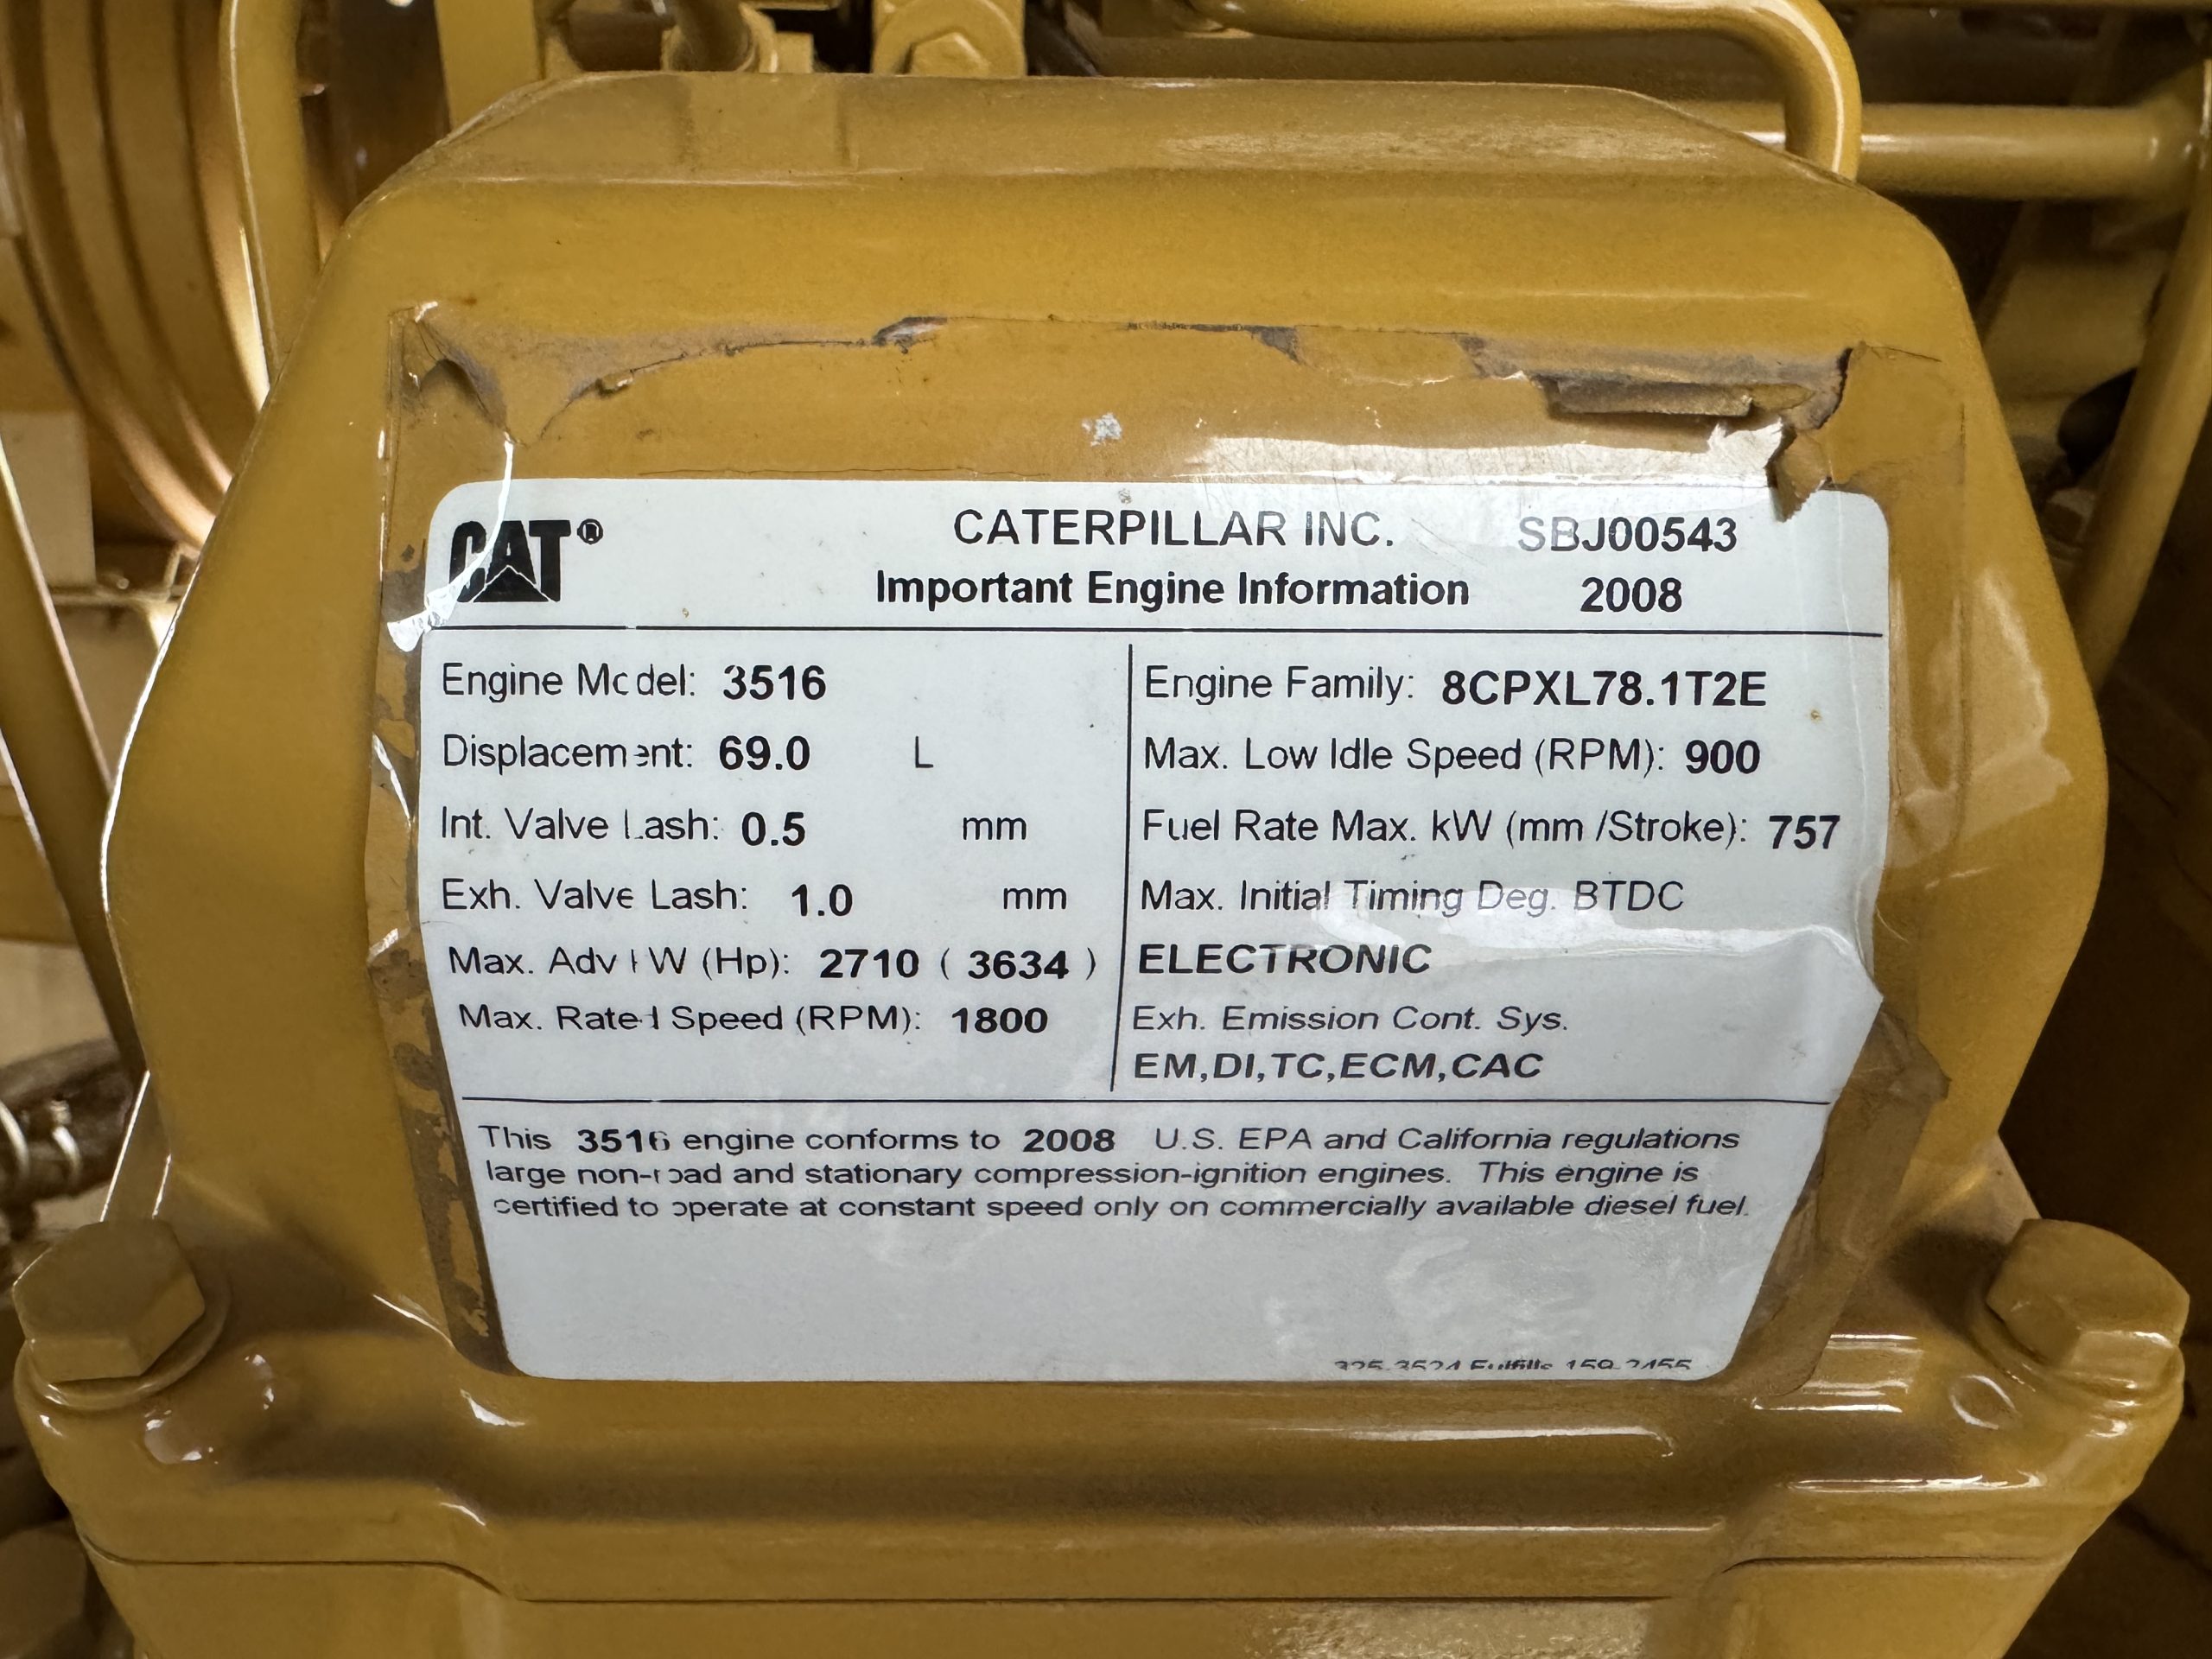 CAT® CATERPILLAR INC. SBJ00543
Important Engine Information 2008
Engine Model: 3516
Displacement: 69.0 L
Int. Valve Lash: 0.5 mm
Exh. Valve Lash: 1.0 mm
Max. Adv kW (Hp): 2710 ( 3634 )
Max. Rated Speed (RPM): 1800
Engine Family: 8CPXL78.1T2E
Max. Low Idle Speed (RPM): 900
Fuel Rate Max. kW (mm /Stroke): 757
Max. Initial Timing Deg. BTDC
ELECTRONIC
Exh. Emission Cont. Sys.
EM,DI,TC,ECM,CAC
This 3516 engine conforms to 2008 U.S. EPA and California regulations
large non-road and stationary compression-ignition engines. This engine is
certified to operate at constant speed only on commercially available diesel fuel.
325-3524 Fulfills 159-2455